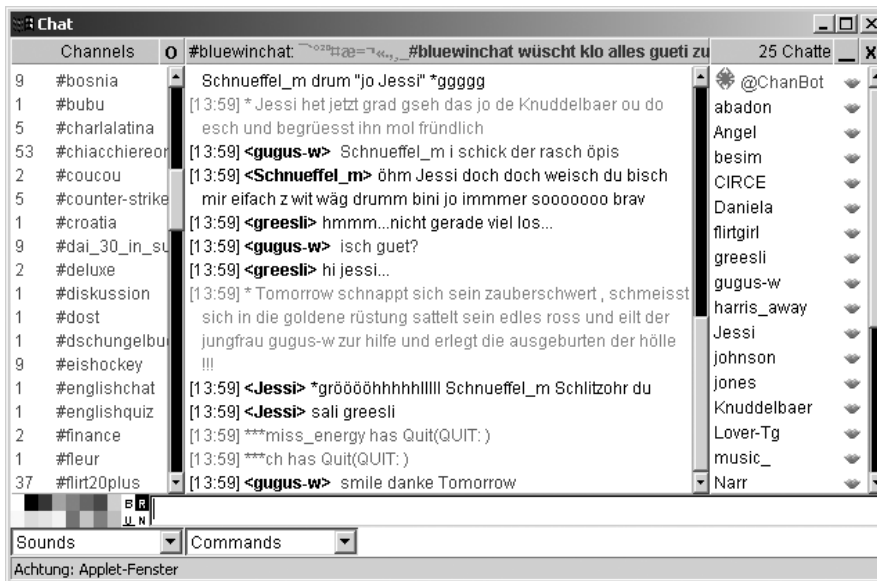 Chat
Channels O #bluewinchat: ¯`°²⁰¤æ=¬«.,¸_#bluewinchat wüscht klo alles gueti zu 25 Chatte _ X
9 #bosnia
1 #bubu
5 #charlalatina
53 #chiacchiereor
2 #coucou
5 #counter-strike
1 #croatia
9 #dai_30_in_su
2 #deluxe
1 #diskussion
1 #dost
1 #dschungelbu
9 #eishockey
1 #englishchat
1 #englishquiz
2 #finance
1 #fleur
37 #flirt20plus
Schnueffel_m drum "jo Jessi" *ggggg
[13:59] * Jessi het jetzt grad gseh das jo de Knuddelbaer ou do
esch und begrüesst ihn mol fründlich
[13:59] <gugus-w> Schnueffel_m i schick der rasch öpis
[13:59] <Schnueffel_m> öhm Jessi doch doch weisch du bisch
mir eifach z wit wäg drumm bini jo immmer sooooooo brav
[13:59] <greesli> hmmm...nicht gerade viel los...
[13:59] <gugus-w> isch guet?
[13:59] <greesli> hi jessi...
[13:59] * Tomorrow schnappt sich sein zauberschwert , schmeisst
sich in die goldene rüstung sattelt sein edles ross und eilt der
jungfrau gugus-w zur hilfe und erlegt die ausgeburten der hölle
!!!
[13:59] <Jessi> *grööööhhhhhlllll Schnueffel_m Schlitzohr du
[13:59] <Jessi> sali greesli
[13:59] ***miss_energy has Quit(QUIT: )
[13:59] ***ch has Quit(QUIT: )
[13:59] <gugus-w> smile danke Tomorrow
@ChanBot
abadon
Angel
besim
CIRCE
Daniela
flirtgirl
greesli
gugus-w
harris_away
Jessi
johnson
jones
Knuddelbaer
Lover-Tg
music_
Narr
B R
U N
Sounds Commands
Achtung: Applet-Fenster